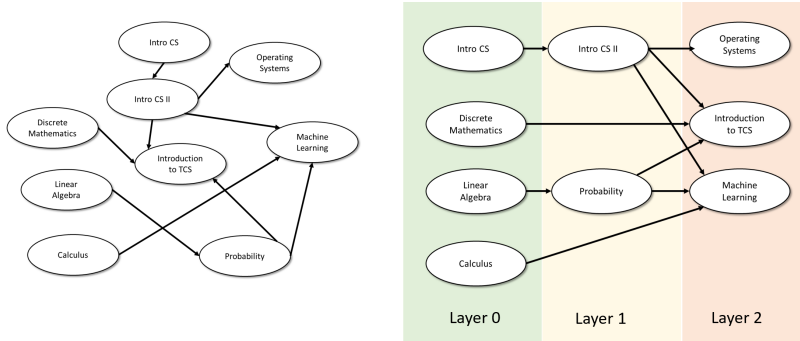 Intro CS
Operating
Systems
Intro CS II
Discrete
Mathematics
Machine
Learning
Introduction
to TCS
Linear
Algebra
Calculus
Probability
Intro CS
Intro CS II
Operating
Systems
Discrete
Mathematics
Introduction
to TCS
Linear
Algebra
Probability
Machine
Learning
Calculus
Layer 0
Layer 1
Layer 2